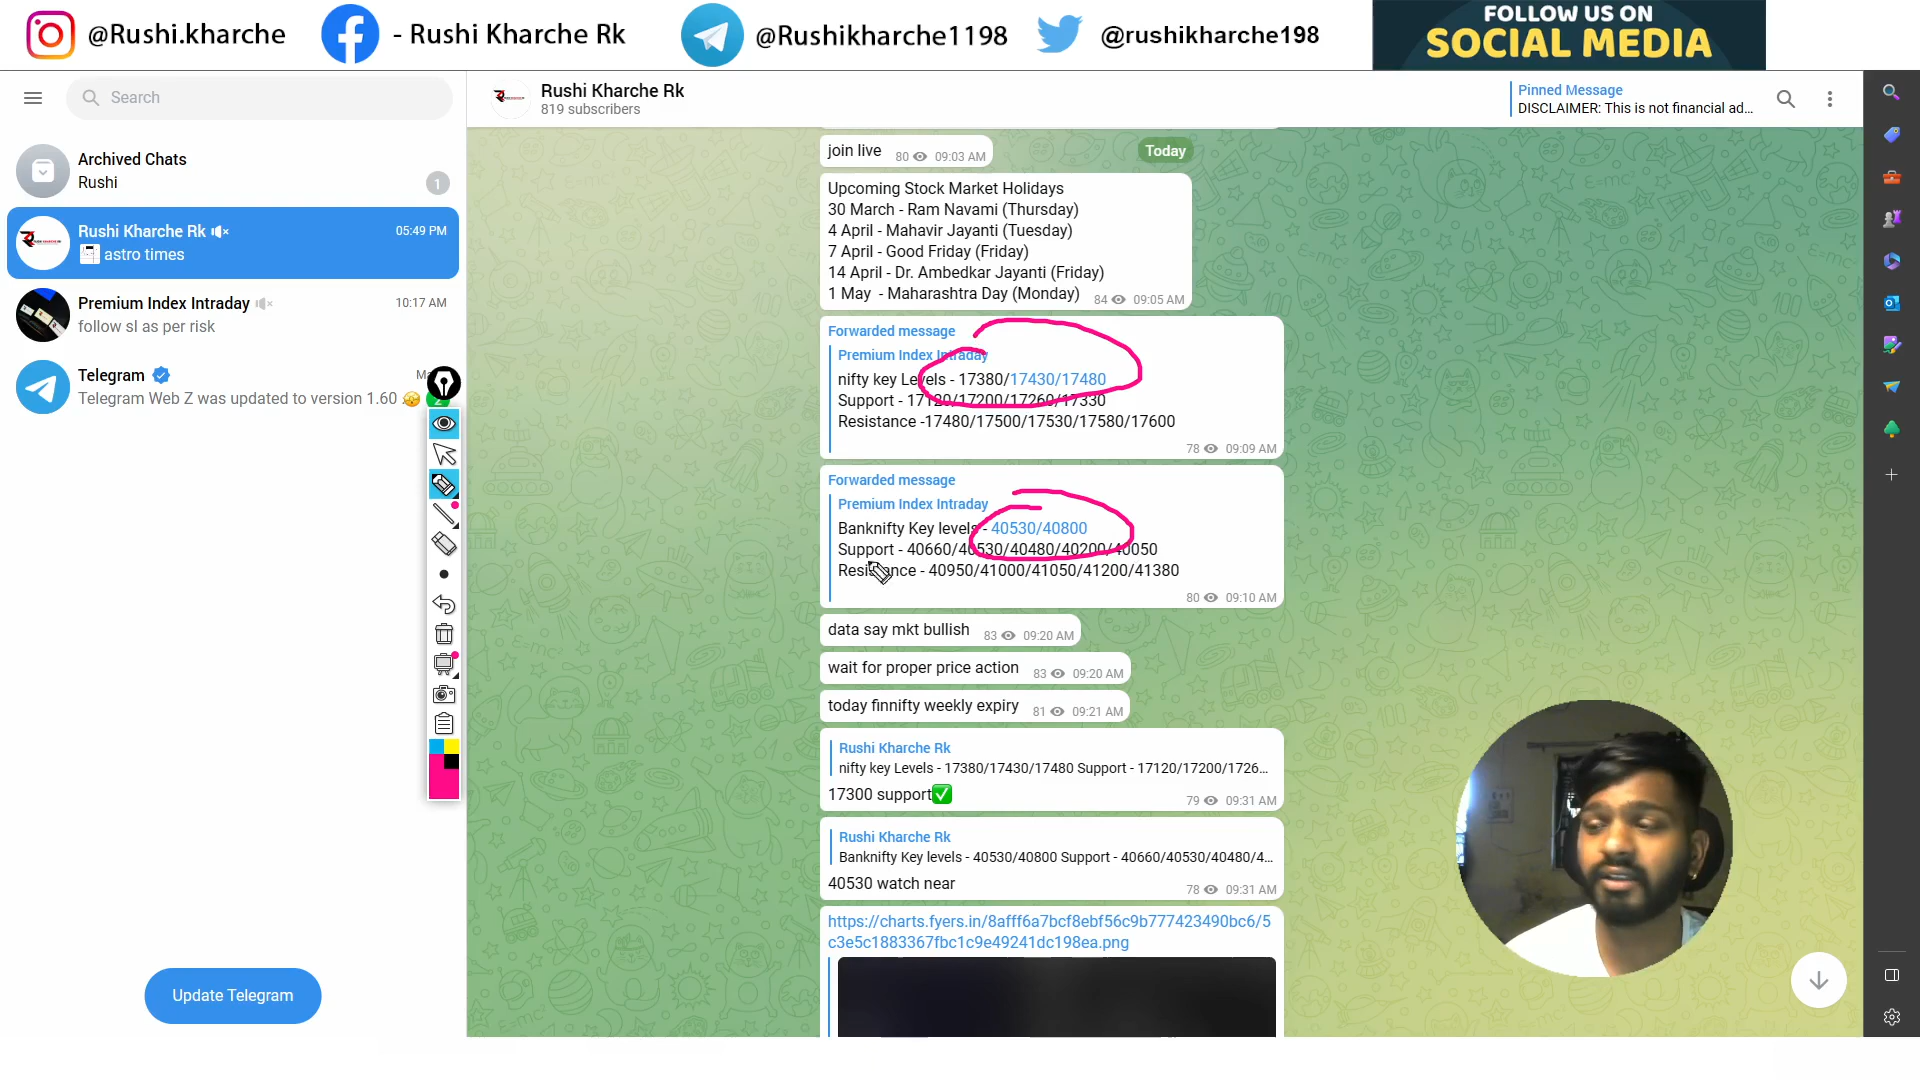 @Rushi.kharche
- Rushi Kharche Rk
@Rushikharche1198
@rushikharche198
FOLLOW US ON
SOCIAL MEDIA
Search
Archived Chats
Rushi
1
Rushi Kharche Rk
05:49 PM
astro times
Premium Index Intraday
10:17 AM
follow sl as per risk
Telegram
Telegram Web Z was updated to version 1.60
Update Telegram
Rushi Kharche Rk
819 subscribers
Pinned Message
DISCLAIMER: This is not financial ad...
Today
join live 80 09:03 AM
Upcoming Stock Market Holidays
30 March - Ram Navami (Thursday)
4 April - Mahavir Jayanti (Tuesday)
7 April - Good Friday (Friday)
14 April - Dr. Ambedkar Jayanti (Friday)
1 May - Maharashtra Day (Monday) 84 09:05 AM
Forwarded message
Premium Index Intraday
nifty key Levels - 17380/17430/17480
Support - 17120/17200/17260/17330
Resistance -17480/17500/17530/17580/17600
78 09:09 AM
Forwarded message
Premium Index Intraday
Banknifty Key levels - 40530/40800
Support - 40660/40530/40480/40200/40050
Resistance - 40950/41000/41050/41200/41380
80 09:10 AM
data say mkt bullish 83 09:20 AM
wait for proper price action 83 09:20 AM
today finnifty weekly expiry 81 09:21 AM
Rushi Kharche Rk
nifty key Levels - 17380/17430/17480 Support - 17120/17200/1726...
17300 support 79 09:31 AM
Rushi Kharche Rk
Banknifty Key levels - 40530/40800 Support - 40660/40530/40480/4...
40530 watch near 78 09:31 AM
https://charts.fyers.in/8afff6a7bcf8ebf56c9b777423490bc6/5
c3e5c1883367fbc1c9e49241dc198ea.png